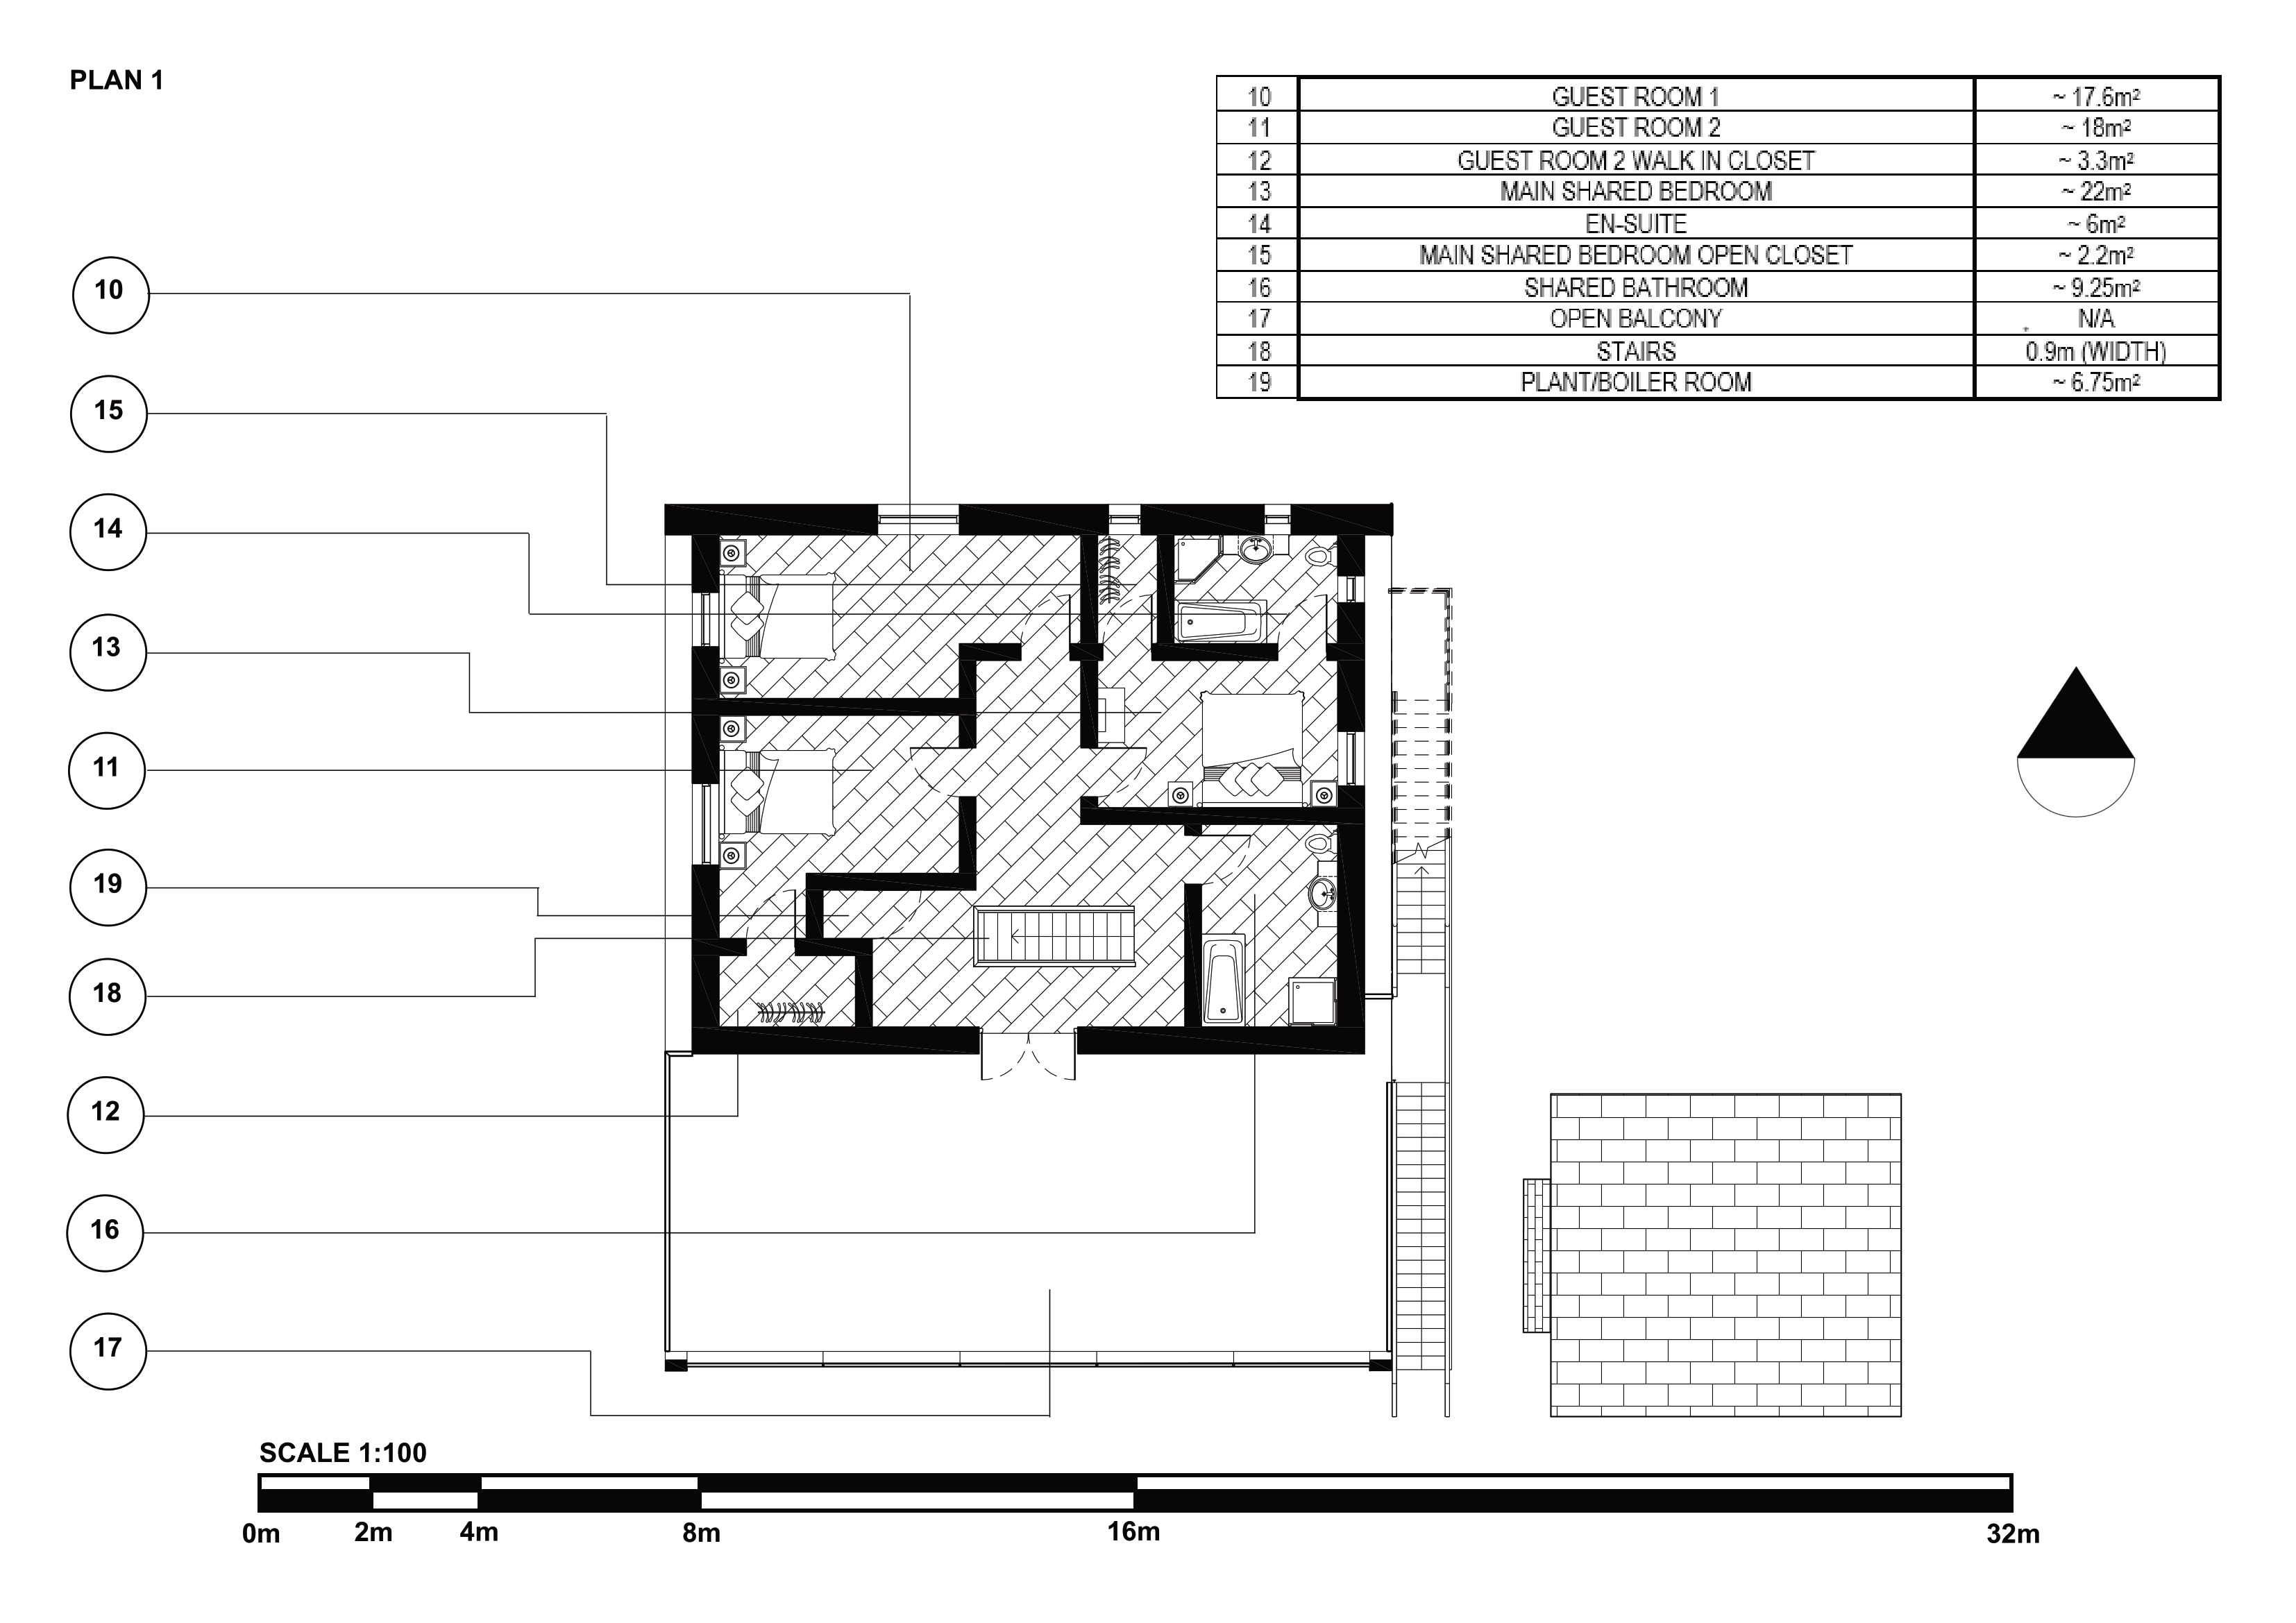 PLAN 1
10 GUEST ROOM 1 ~ 17.6m²
11 GUEST ROOM 2 ~ 18m²
12 GUEST ROOM 2 WALK IN CLOSET ~ 3.3m²
13 MAIN SHARED BEDROOM ~ 22m²
14 EN-SUITE ~ 6m²
15 MAIN SHARED BEDROOM OPEN CLOSET ~ 2.2m²
16 SHARED BATHROOM ~ 9.25m²
17 OPEN BALCONY N/A
18 STAIRS 0.9m (WIDTH)
19 PLANT/BOILER ROOM ~ 6.75m²
10
15
14
13
11
19
18
12
16
17
SCALE 1:100
0m 2m 4m 8m 16m 32m